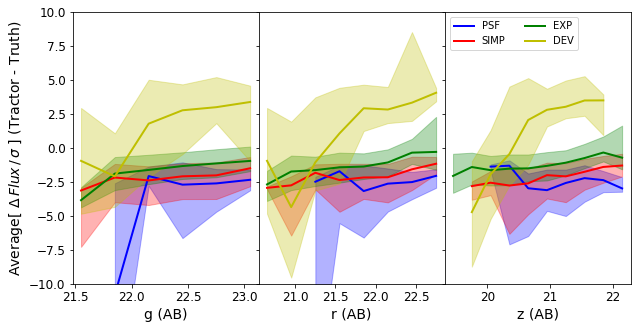 10.0
7.5
5.0
2.5
0.0
−2.5
−5.0
−7.5
−10.0
Average[ Δ Flux / σ ] (Tractor - Truth)
PSF EXP
SIMP DEV
21.5 22.0 22.5 23.0
21.0 21.5 22.0 22.5
20 21 22
g (AB) r (AB) z (AB)